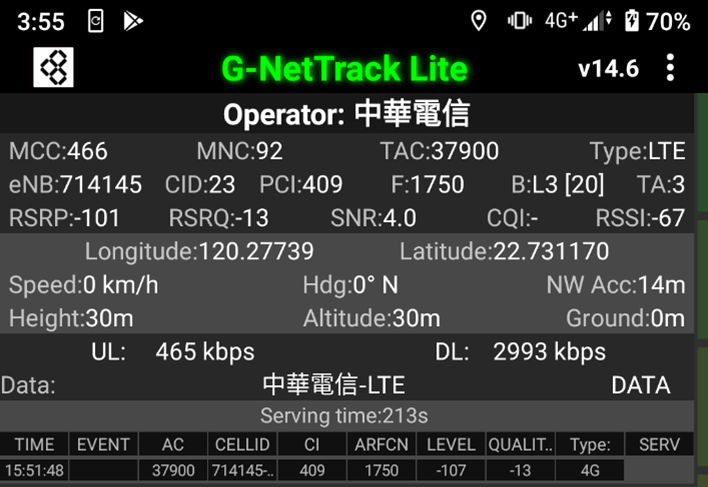 3:55 4G+ 70%
G-NetTrack Lite v14.6
Operator: 中華電信
MCC:466 MNC:92 TAC:37900 Type:LTE
eNB:714145 CID:23 PCI:409 F:1750 B:L3 [20] TA:3
RSRP:-101 RSRQ:-13 SNR:4.0 CQI:- RSSI:-67
Longitude:120.27739 Latitude:22.731170
Speed:0 km/h Hdg:0° N NW Acc:14m
Height:30m Altitude:30m Ground:0m
UL: 465 kbps DL: 2993 kbps
Data: 中華電信-LTE DATA
Serving time:213s
TIME EVENT AC CELLID CI ARFCN LEVEL QUALIT.. Type: SERV
15:51:48 37900 714145-.. 409 1750 -107 -13 4G